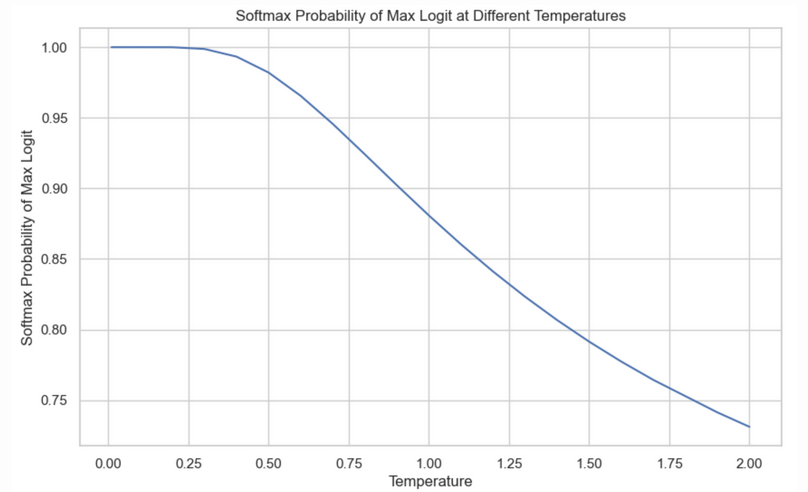 Softmax Probability of Max Logit at Different Temperatures
1.00
0.95
0.90
0.85
0.80
0.75
Softmax Probability of Max Logit
0.00 0.25 0.50 0.75 1.00 1.25 1.50 1.75 2.00
Temperature